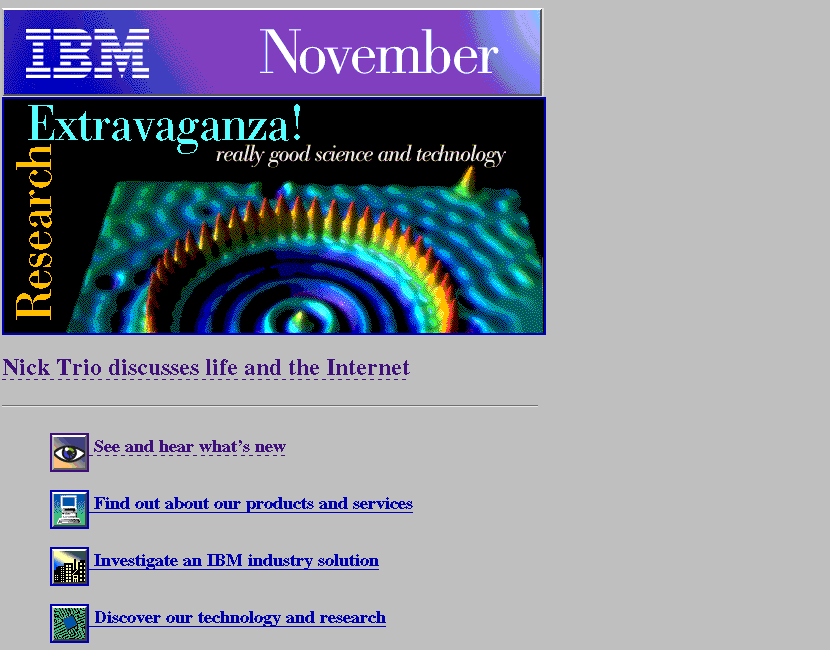 IBM November
Extravaganza!
really good science and technology
Research
Nick Trio discusses life and the Internet
See and hear what's new
Find out about our products and services
Investigate an IBM industry solution
Discover our technology and research